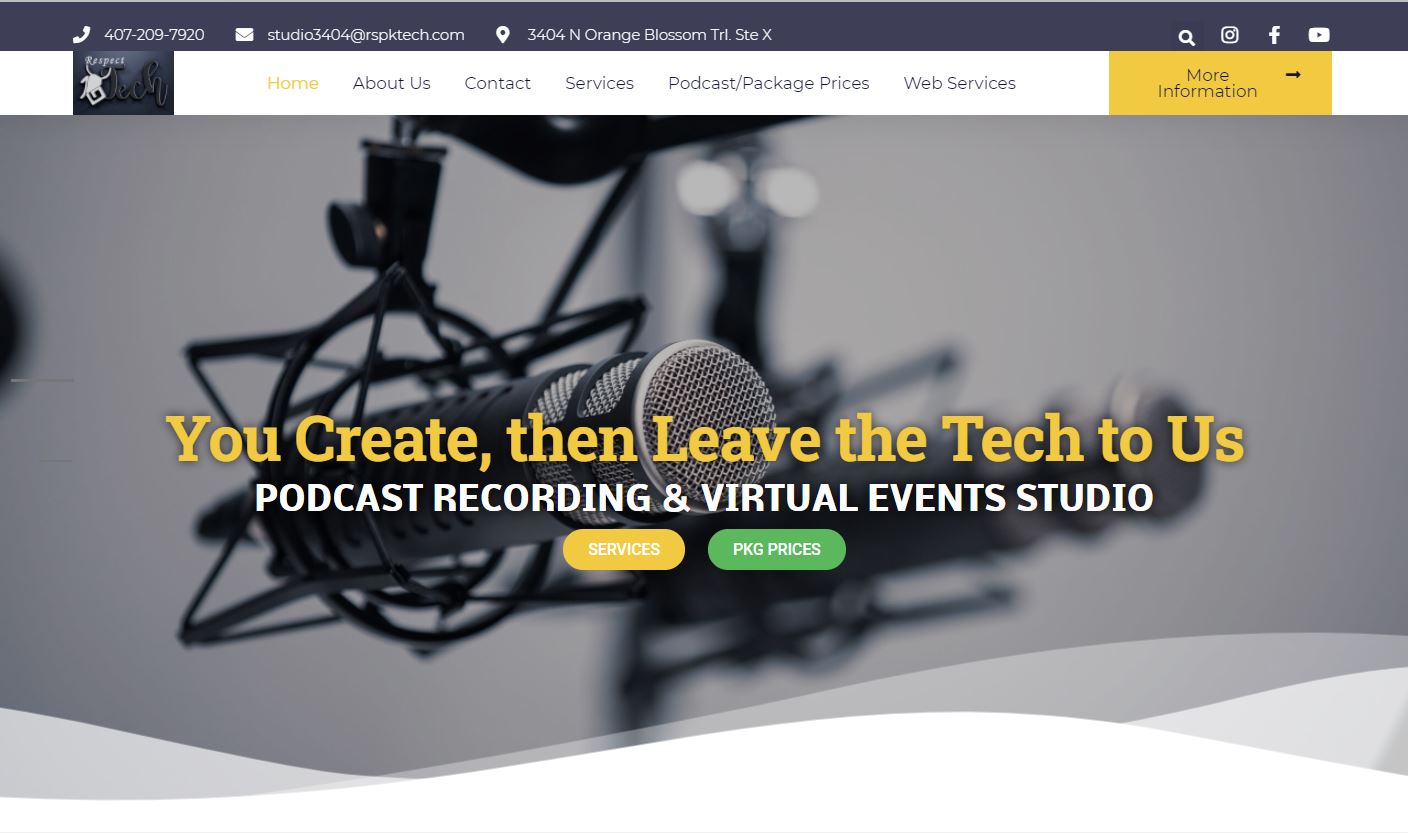 407-209-7920 studio3404@rspktech.com 3404 N Orange Blossom Trl. Ste X
Respect
Tech
Home About Us Contact Services Podcast/Package Prices Web Services
More
Information
You Create, then Leave the Tech to Us
PODCAST RECORDING & VIRTUAL EVENTS STUDIO
SERVICES PKG PRICES